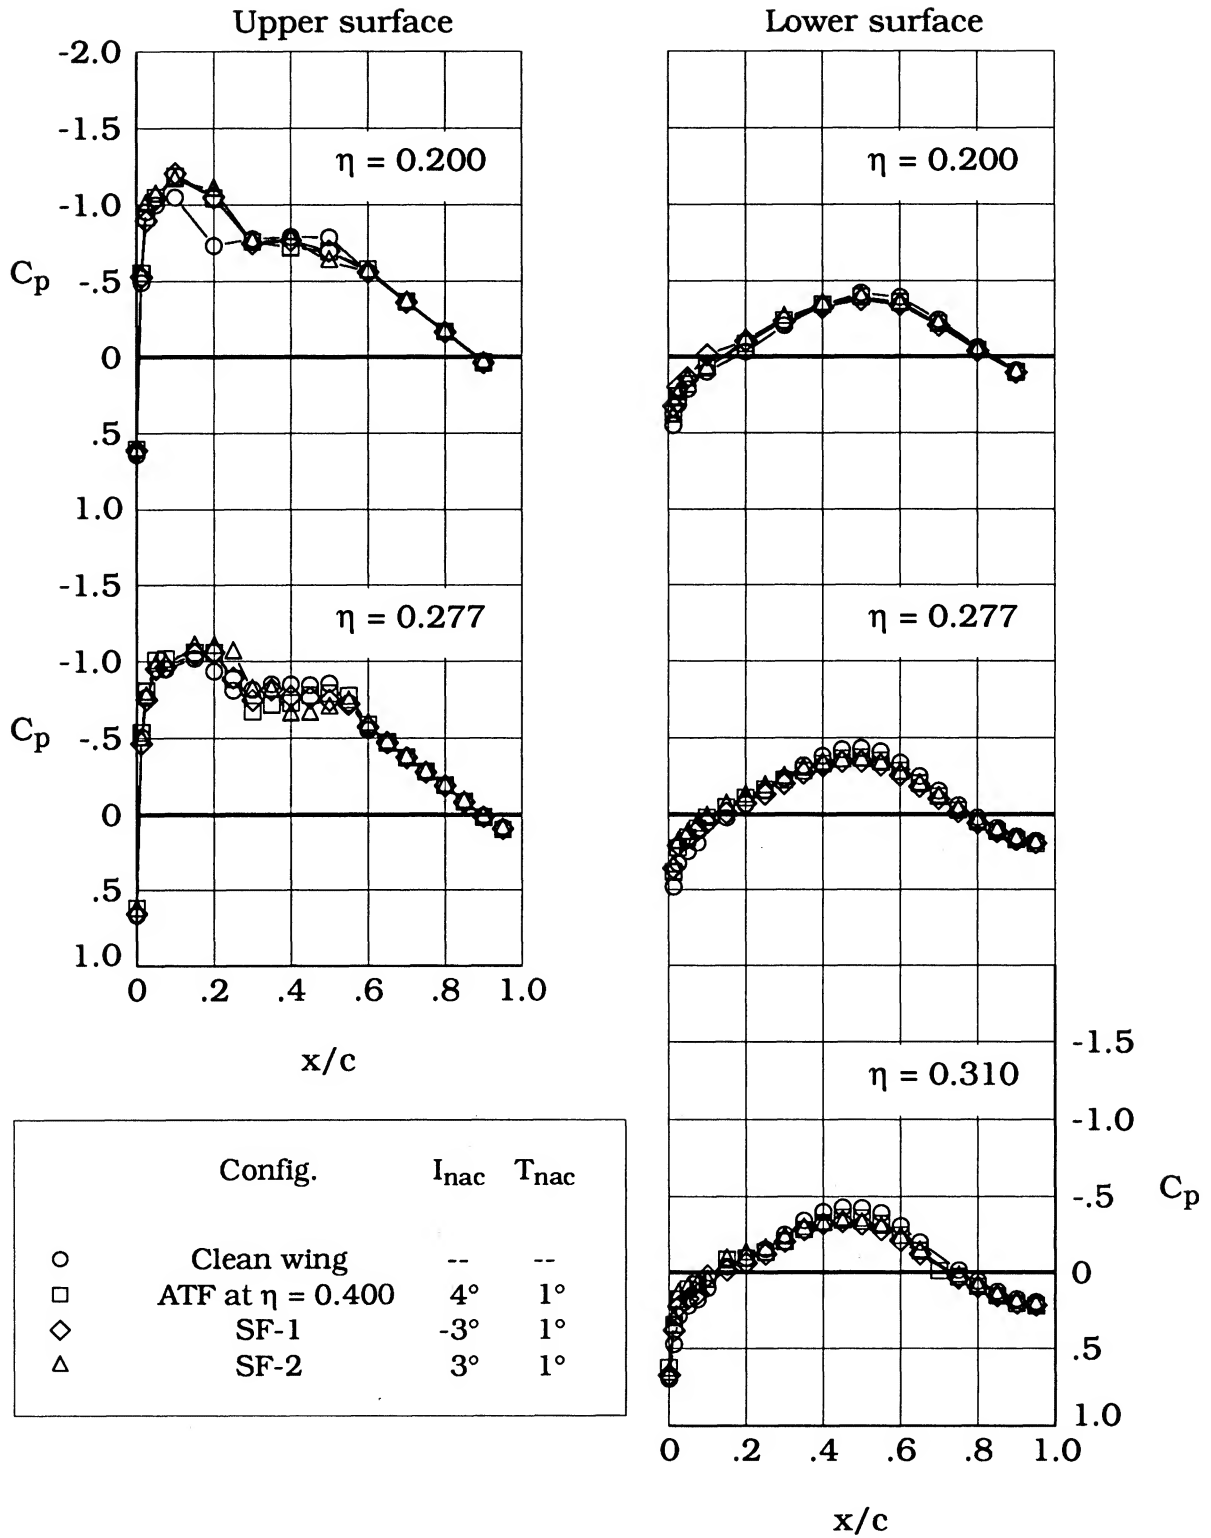 Upper surface
Lower surface
-2.0
-1.5
η = 0.200
η = 0.200
-1.0
Cp
-.5
0
.5
1.0
-1.5
η = 0.277
η = 0.277
-1.0
Cp
-.5
0
.5
1.0
0 .2 .4 .6 .8 1.0
x/c
-1.5
η = 0.310
-1.0
-.5
Cp
0
.5
1.0
0 .2 .4 .6 .8 1.0
x/c
Config. Inac Tnac
Clean wing -- --
ATF at η = 0.400 4° 1°
SF-1 -3° 1°
SF-2 3° 1°